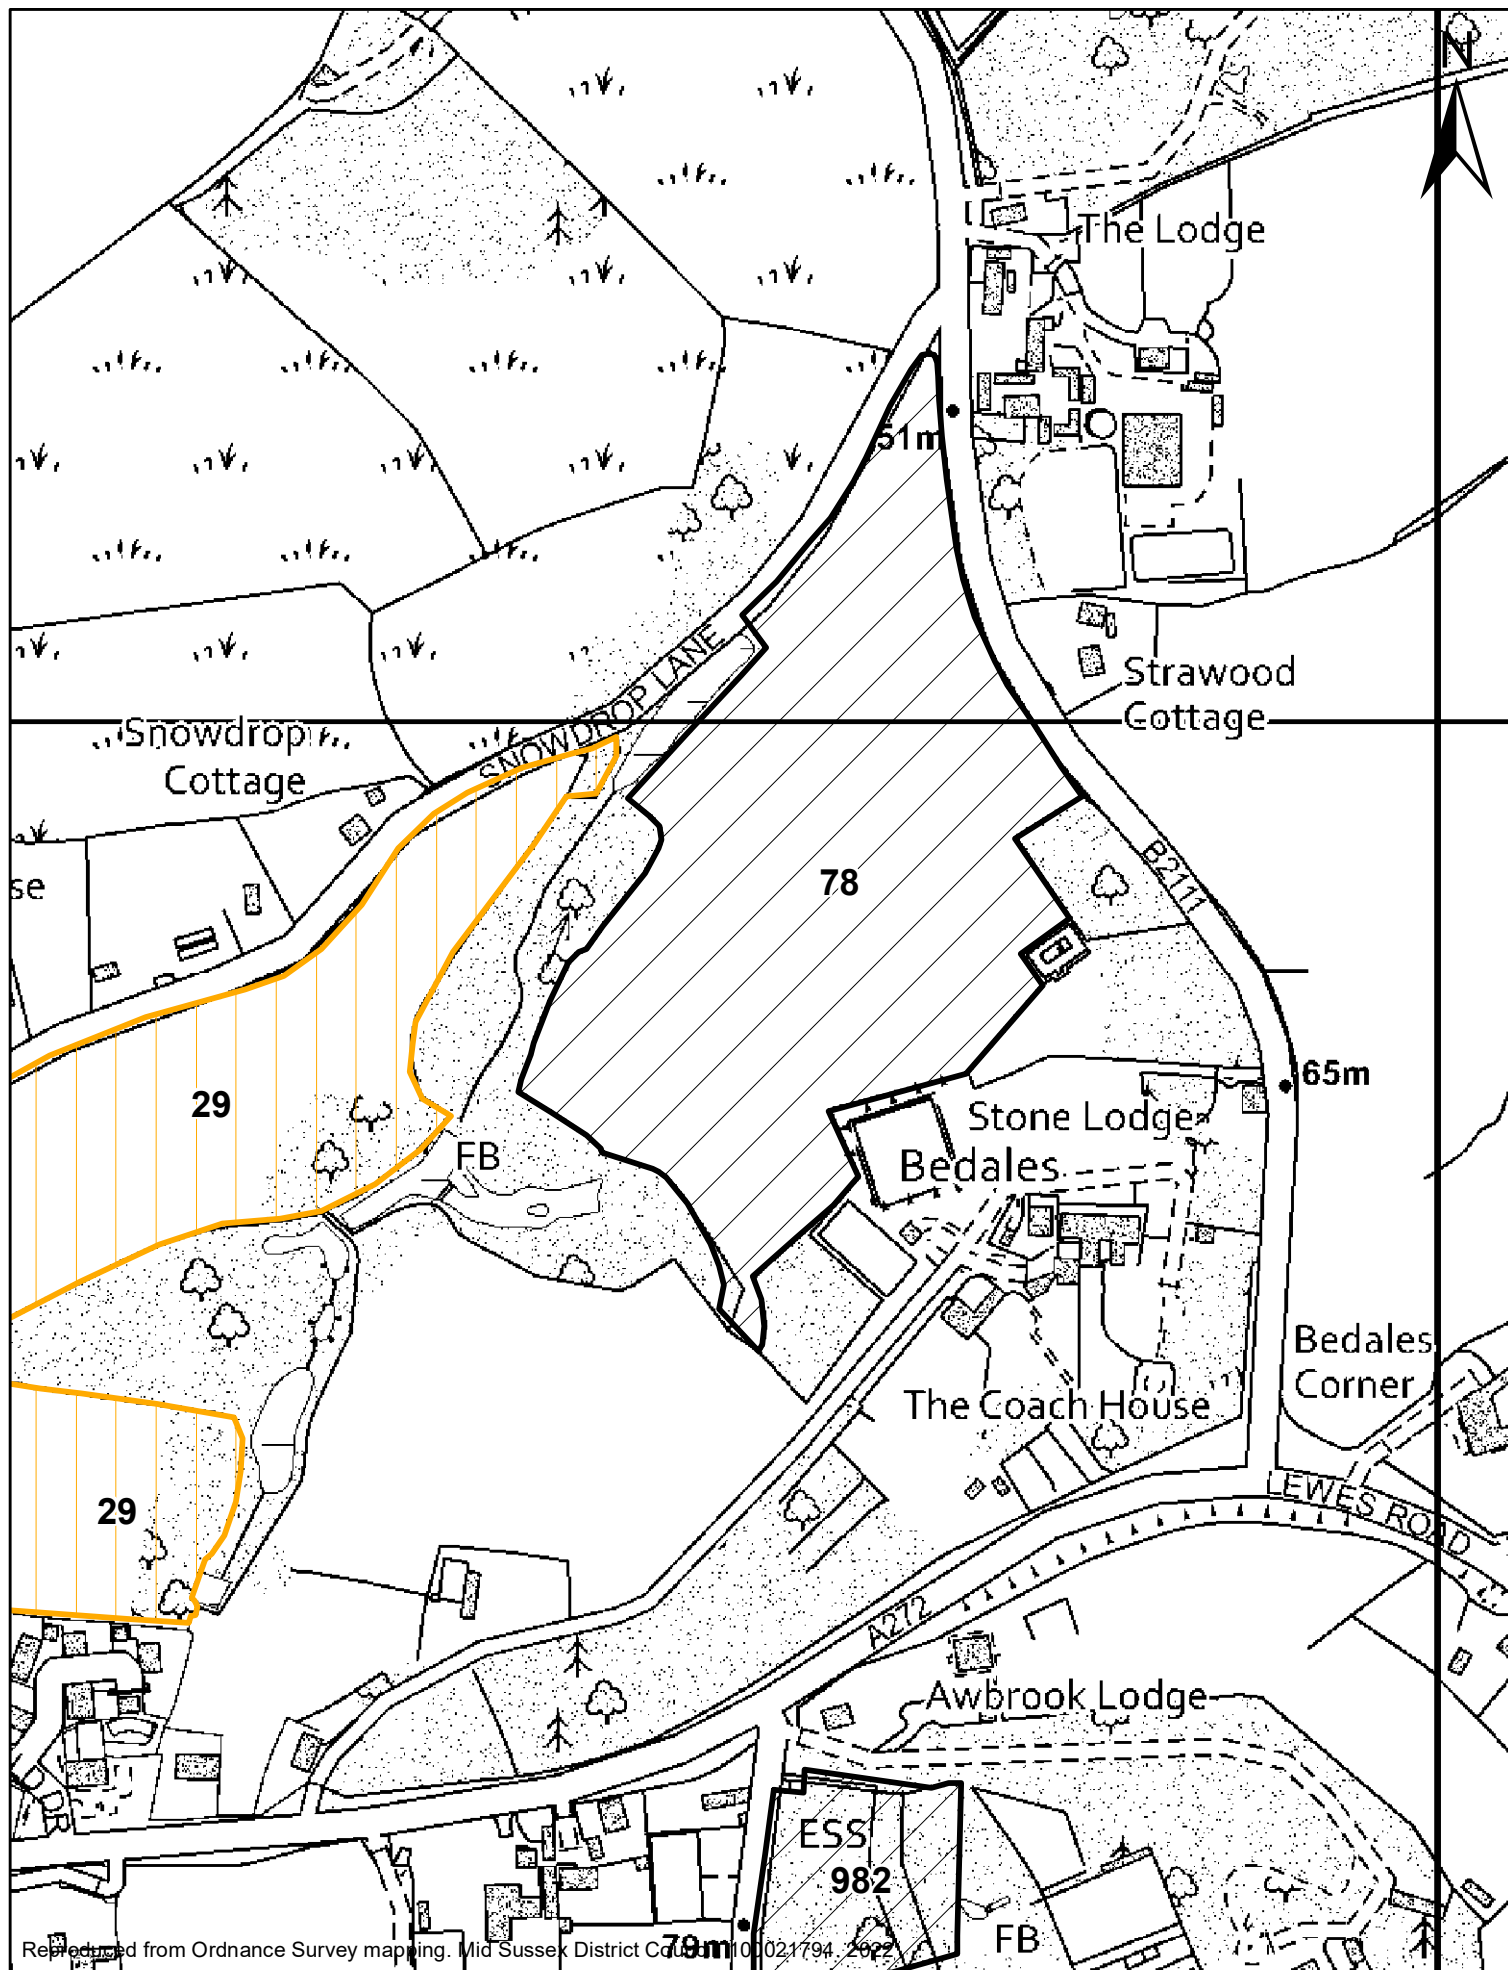 N
The Lodge
51m
SNOWDROP LANE
Strawood
Cottage
Snowdrop
Cottage
se
78
B2111
29
65m
Stone Lodge
Bedales
FB
Bedales
Corner
The Coach House
29
LEWES ROAD
A272
Awbrook Lodge
ESS
982
FB
79m
Reproduced from Ordnance Survey mapping. Mid Sussex District 100021794. 2022